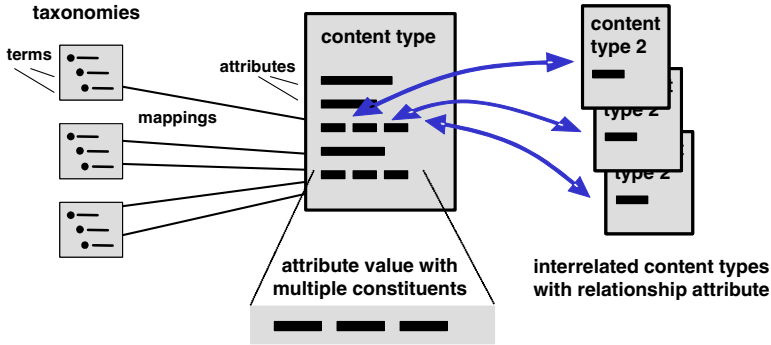 taxonomies
terms
mappings
attributes
content type
content
type 2
type 2
type 2
attribute value with
multiple constituents
interrelated content types
with relationship attribute